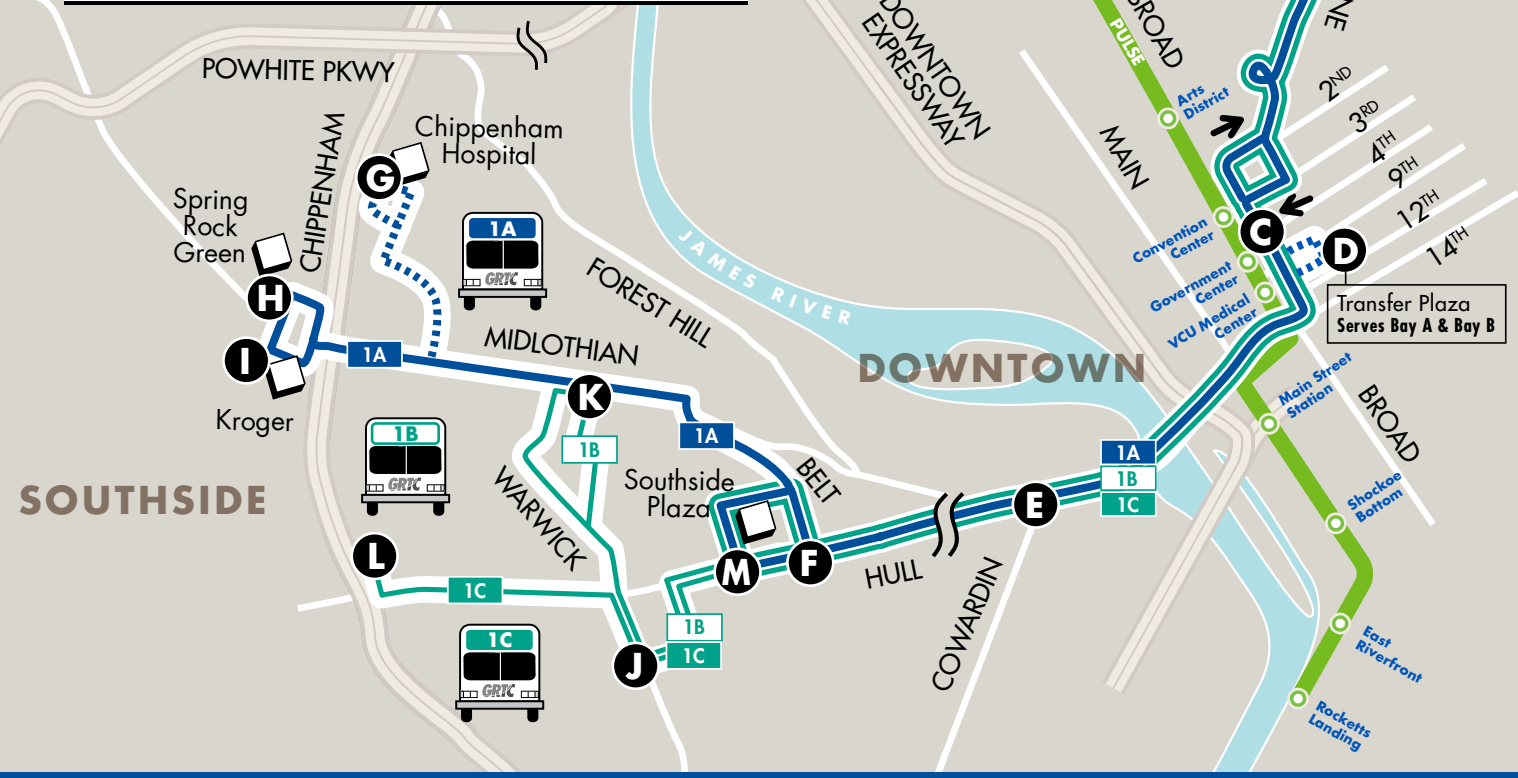 POWHITE PKWY
CHIPPENHAM
Chippenham
Hospital
G
Spring
Rock
Green
H
I
Kroger
1A
GRTC
1A
MIDLOTHIAN
FOREST HILL
JAMES RIVER
DOWNTOWN
EXPRESSWAY
DOWNTOWN
MAIN
BROAD
PULSE
NE
Arts
District
2ND
3RD
4TH
9TH
12TH
14TH
Convention
Center
C
D
Government
Center
VCU Medical
Center
Transfer Plaza
Serves Bay A & Bay B
Main Street
Station
BROAD
Shockoe
Bottom
East
Riverfront
Rocketts
Landing
K
1A
1B
1B
GRTC
SOUTHSIDE
WARWICK
Southside
Plaza
BELT
M
F
HULL
E
COWARDIN
1A
1B
1C
L
1C
1C
GRTC
J
1B
1C